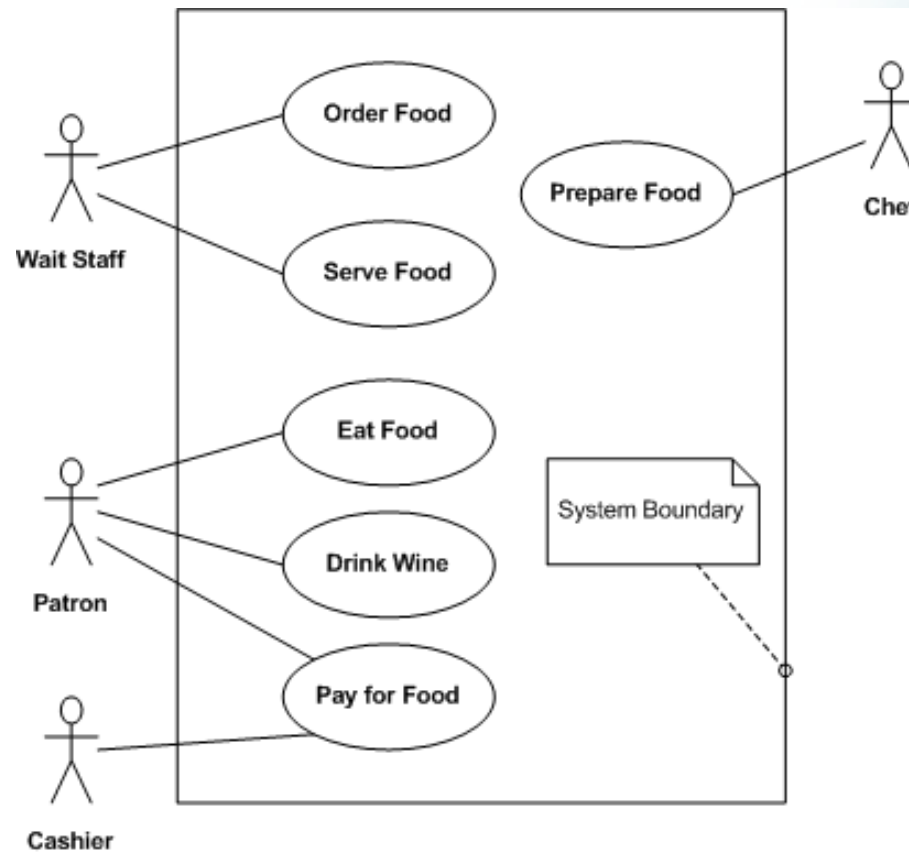 Order Food
Prepare Food
Wait Staff
Serve Food
Eat Food
System Boundary
Drink Wine
Patron
Pay for Food
Cashier